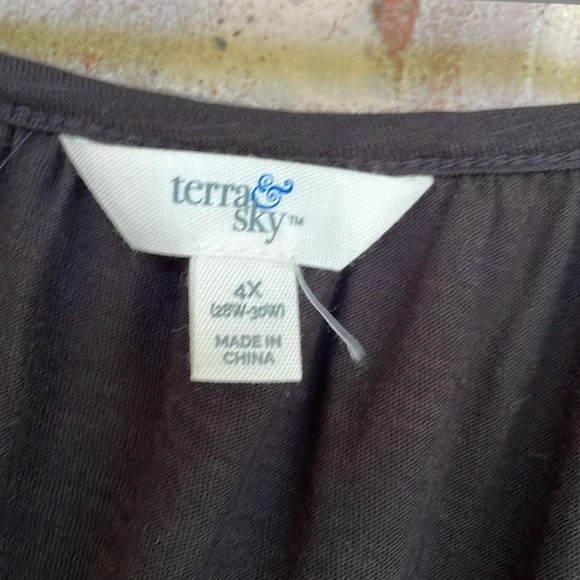 terra&
sky™
4X
(28W-30W)
MADE IN
CHINA